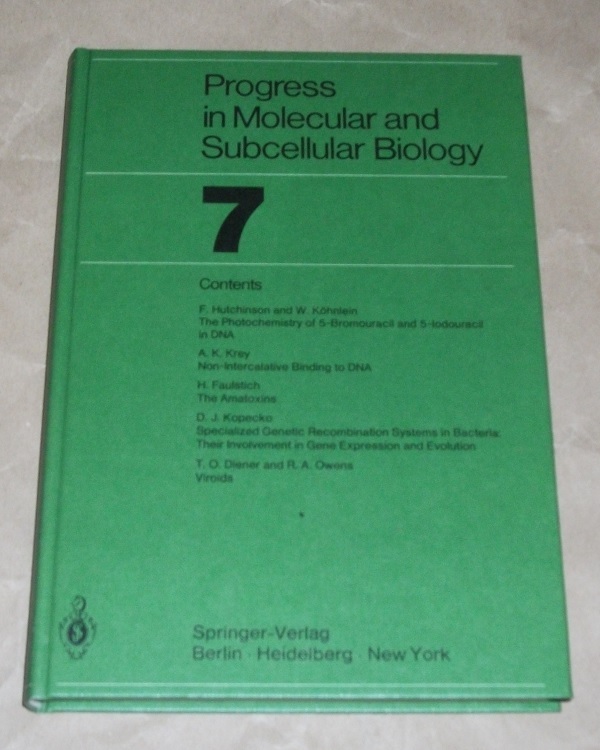 Progress
in Molecular and
Subcellular Biology
7
Contents
F. Hutchinson and W. Köhnlein
The Photochemistry of 5-Bromouracil and 5-Iodouracil
in DNA
A. K. Krey
Non-Intercalative Binding to DNA
H. Faulstich
The Amatoxins
D. J. Kopecko
Specialized Genetic Recombination Systems in Bacteria:
Their Involvement in Gene Expression and Evolution
T. O. Diener and R. A. Owens
Viroids
S
Springer-Verlag
Berlin · Heidelberg · New York